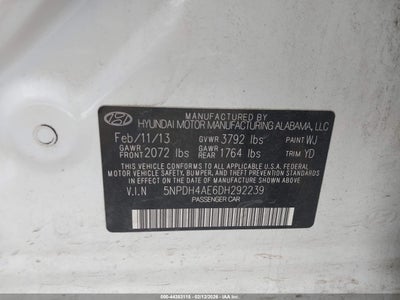 MANUFACTURED BY
HYUNDAI MOTOR MANUFACTURING ALABAMA, LLC
Feb/11/13 GVWR 3792 lbs PAINT WJ
GAWR FRONT 2072 lbs GAWR REAR 1764 lbs TRIM YD
THIS VEHICLE CONFORMS TO ALL APPLICABLE U.S. FEDERAL
MOTOR VEHICLE SAFETY, BUMPER, AND THEFT PREVENTION
STANDARDS IN EFFECT ON THE DATE OF MANUFACTURE SHOWN ABOVE.
V.I.N 5NPDH4AE6DH292239
PASSENGER CAR